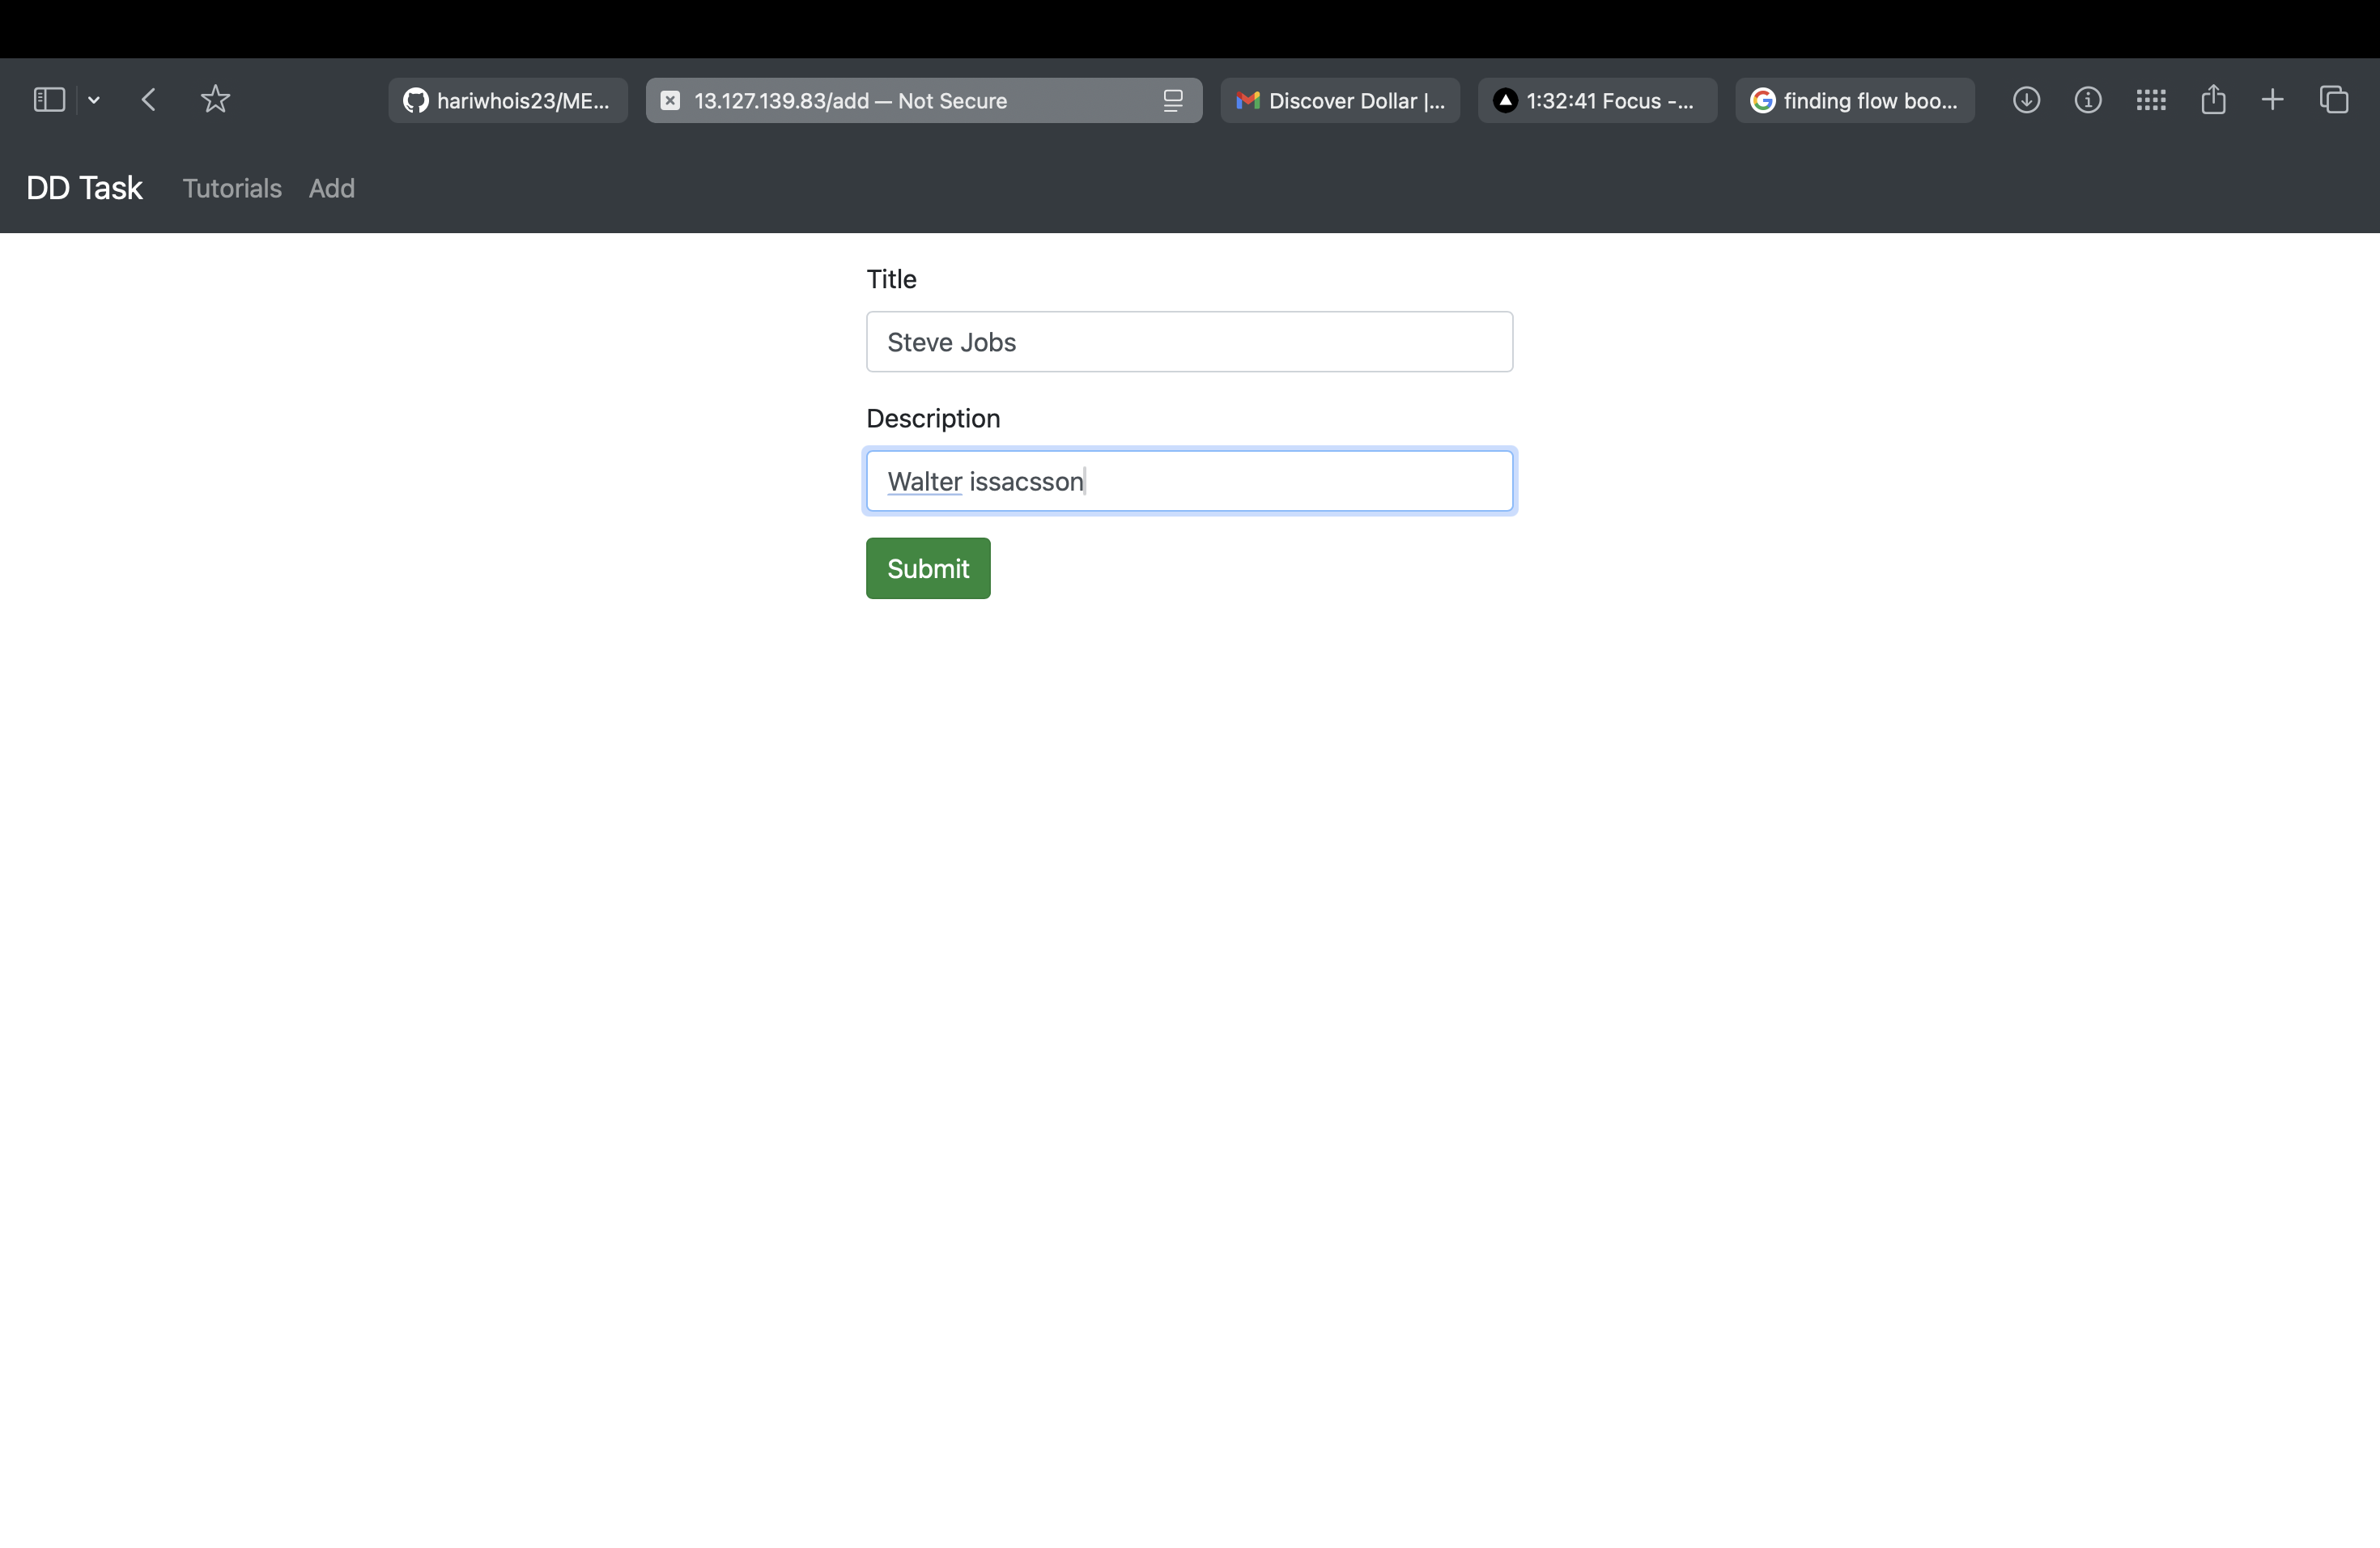 hariwhois23/ME...
13.127.139.83/add — Not Secure
Discover Dollar |...
1:32:41 Focus -...
finding flow boo...
DD Task
Tutorials
Add
Title
Steve Jobs
Description
Walter issacsson
Submit